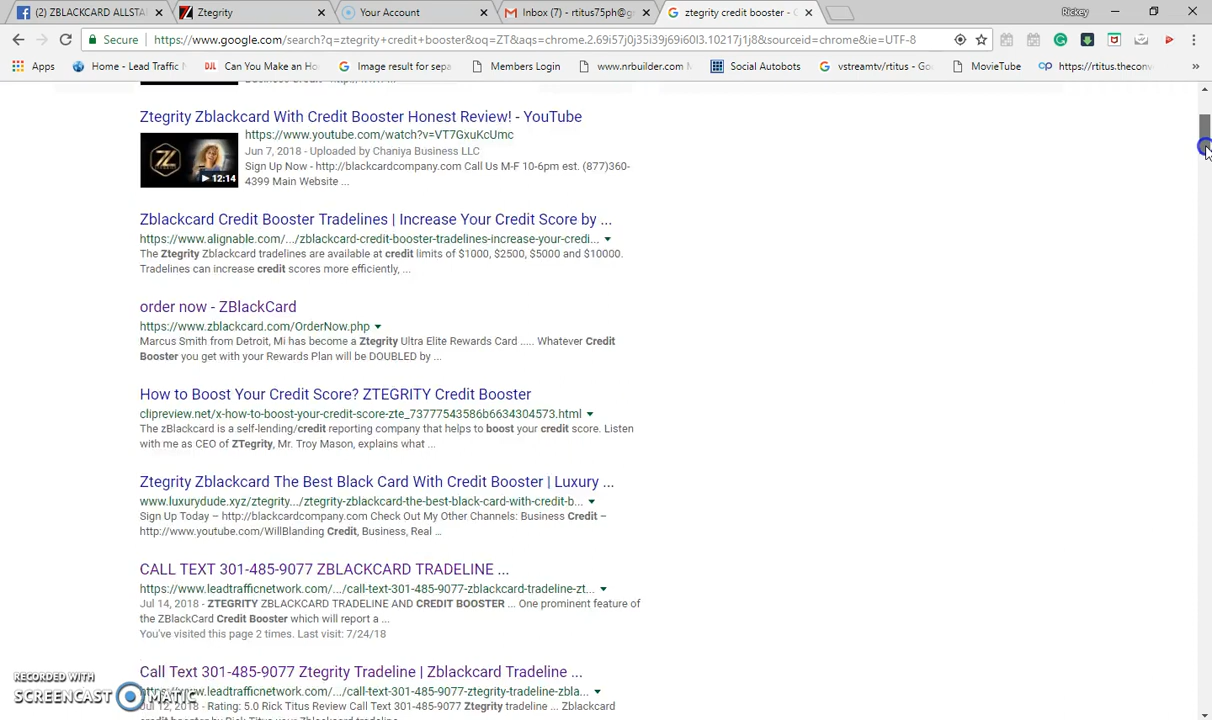 (2) ZBLACKCARD ALLSTA
Ztegrity
Your Account
Inbox (7) - rtitus75ph@g
ztegrity credit booster - G
Rickey
Secure
https://www.google.com/search?q=ztegrity+credit+booster&oq=ZT&aqs=chrome.2.69i57j0j35i39j69i60l3.10217j1j8&sourceid=chrome&ie=UTF-8
Apps
Home - Lead Traffic
Can You Make an Ho
Image result for sepa
Members Login
www.nrbuilder.com
Social Autobots
vstreamtv/rtitus - Go
MovieTube
https://rtitus.theconv
»
Ztegrity Zblackcard With Credit Booster Honest Review! - YouTube
https://www.youtube.com/watch?v=VT7GxuKcUmc
Jun 7, 2018 - Uploaded by Chaniya Business LLC
Sign Up Now - http://blackcardcompany.com Call Us M-F 10-6pm est. (877)360-
4399 Main Website ...
12:14
Zblackcard Credit Booster Tradelines | Increase Your Credit Score by ...
https://www.alignable.com/.../zblackcard-credit-booster-tradelines-increase-your-credi...
The Ztegrity Zblackcard tradelines are available at credit limits of $1000, $2500, $5000 and $10000.
Tradelines can increase credit scores more efficiently, ...
order now - ZBlackCard
https://www.zblackcard.com/OrderNow.php
Marcus Smith from Detroit, Mi has become a Ztegrity Ultra Elite Rewards Card ..... Whatever Credit
Booster you get with your Rewards Plan will be DOUBLED by ...
How to Boost Your Credit Score? ZTEGRITY Credit Booster
clipreview.net/x-how-to-boost-your-credit-score-zte_73777543586b6634304573.html
The zBlackcard is a self-lending/credit reporting company that helps to boost your credit score. Listen
with me as CEO of ZTegrity, Mr. Troy Mason, explains what ...
Ztegrity Zblackcard The Best Black Card With Credit Booster | Luxury ...
www.luxurydude.xyz/ztegrity.../ztegrity-zblackcard-the-best-black-card-with-credit-b...
Sign Up Today – http://blackcardcompany.com Check Out My Other Channels: Business Credit –
http://www.youtube.com/WillBlanding Credit, Business, Real ...
CALL TEXT 301-485-9077 ZBLACKCARD TRADELINE ...
https://www.leadtrafficnetwork.com/.../call-text-301-485-9077-zblackcard-tradeline-zt...
Jul 14, 2018 - ZTEGRITY ZBLACKCARD TRADELINE AND CREDIT BOOSTER ... One prominent feature of
the ZBlackCard Credit Booster which will report a ...
You've visited this page 2 times. Last visit: 7/24/18
Call Text 301-485-9077 Ztegrity Tradeline | Zblackcard Tradeline ...
https://www.leadtrafficnetwork.com/.../call-text-301-485-9077-ztegrity-tradeline-zbla...
Jul 12, 2018 - Rating: 5.0 Rick Titus Review Call Text 301-485-9077 Ztegrity tradeline ... Zblackcard
RECORDED WITH
SCREENCAST MATIC